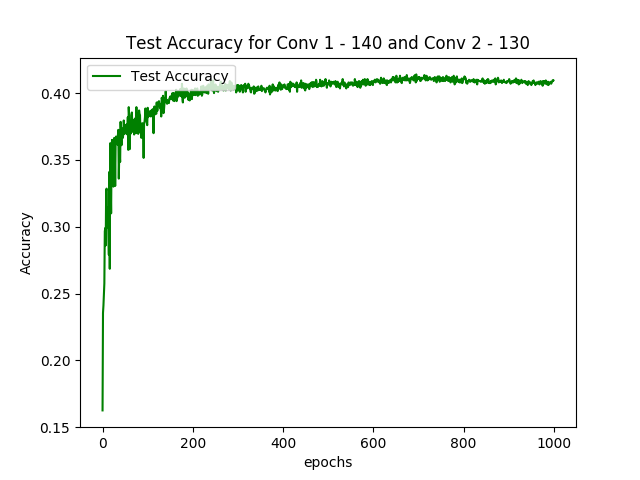 Test Accuracy for Conv 1 - 140 and Conv 2 - 130
Test Accuracy
0.40
0.35
0.30
0.25
0.20
0.15
Accuracy
0 200 400 600 800 1000
epochs